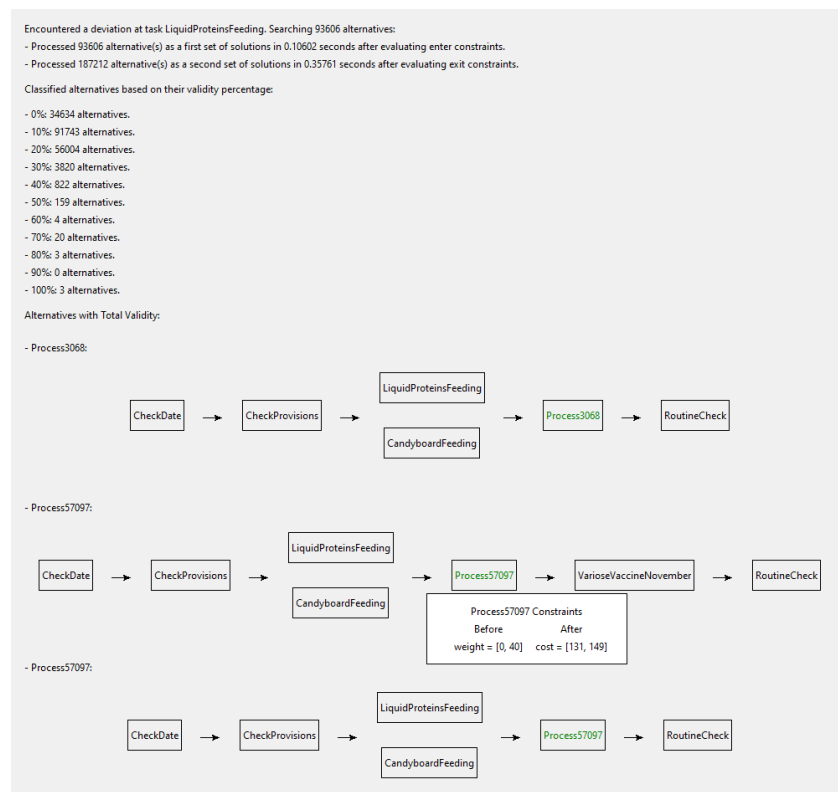 Encountered a deviation at task LiquidProteinsFeeding. Searching 93606 alternatives:
- Processed 93606 alternative(s) as a first set of solutions in 0.10602 seconds after evaluating enter constraints.
- Processed 187212 alternative(s) as a second set of solutions in 0.35761 seconds after evaluating exit constraints.
Classified alternatives based on their validity percentage:
- 0%: 34634 alternatives.
- 10%: 91743 alternatives.
- 20%: 56004 alternatives.
- 30%: 3820 alternatives.
- 40%: 822 alternatives.
- 50%: 159 alternatives.
- 60%: 4 alternatives.
- 70%: 20 alternatives.
- 80%: 3 alternatives.
- 90%: 0 alternatives.
- 100%: 3 alternatives.
Alternatives with Total Validity:
- Process3068:
LiquidProteinsFeeding
CheckDate CheckProvisions Process3068 RoutineCheck
CandyboardFeeding
- Process57097:
LiquidProteinsFeeding
CheckDate CheckProvisions Process57097 VarioseVaccineNovember RoutineCheck
CandyboardFeeding
Process57097 Constraints
Before After
weight = [0, 40] cost = [131, 149]
- Process57097:
LiquidProteinsFeeding
CheckDate CheckProvisions Process57097 RoutineCheck
CandyboardFeeding